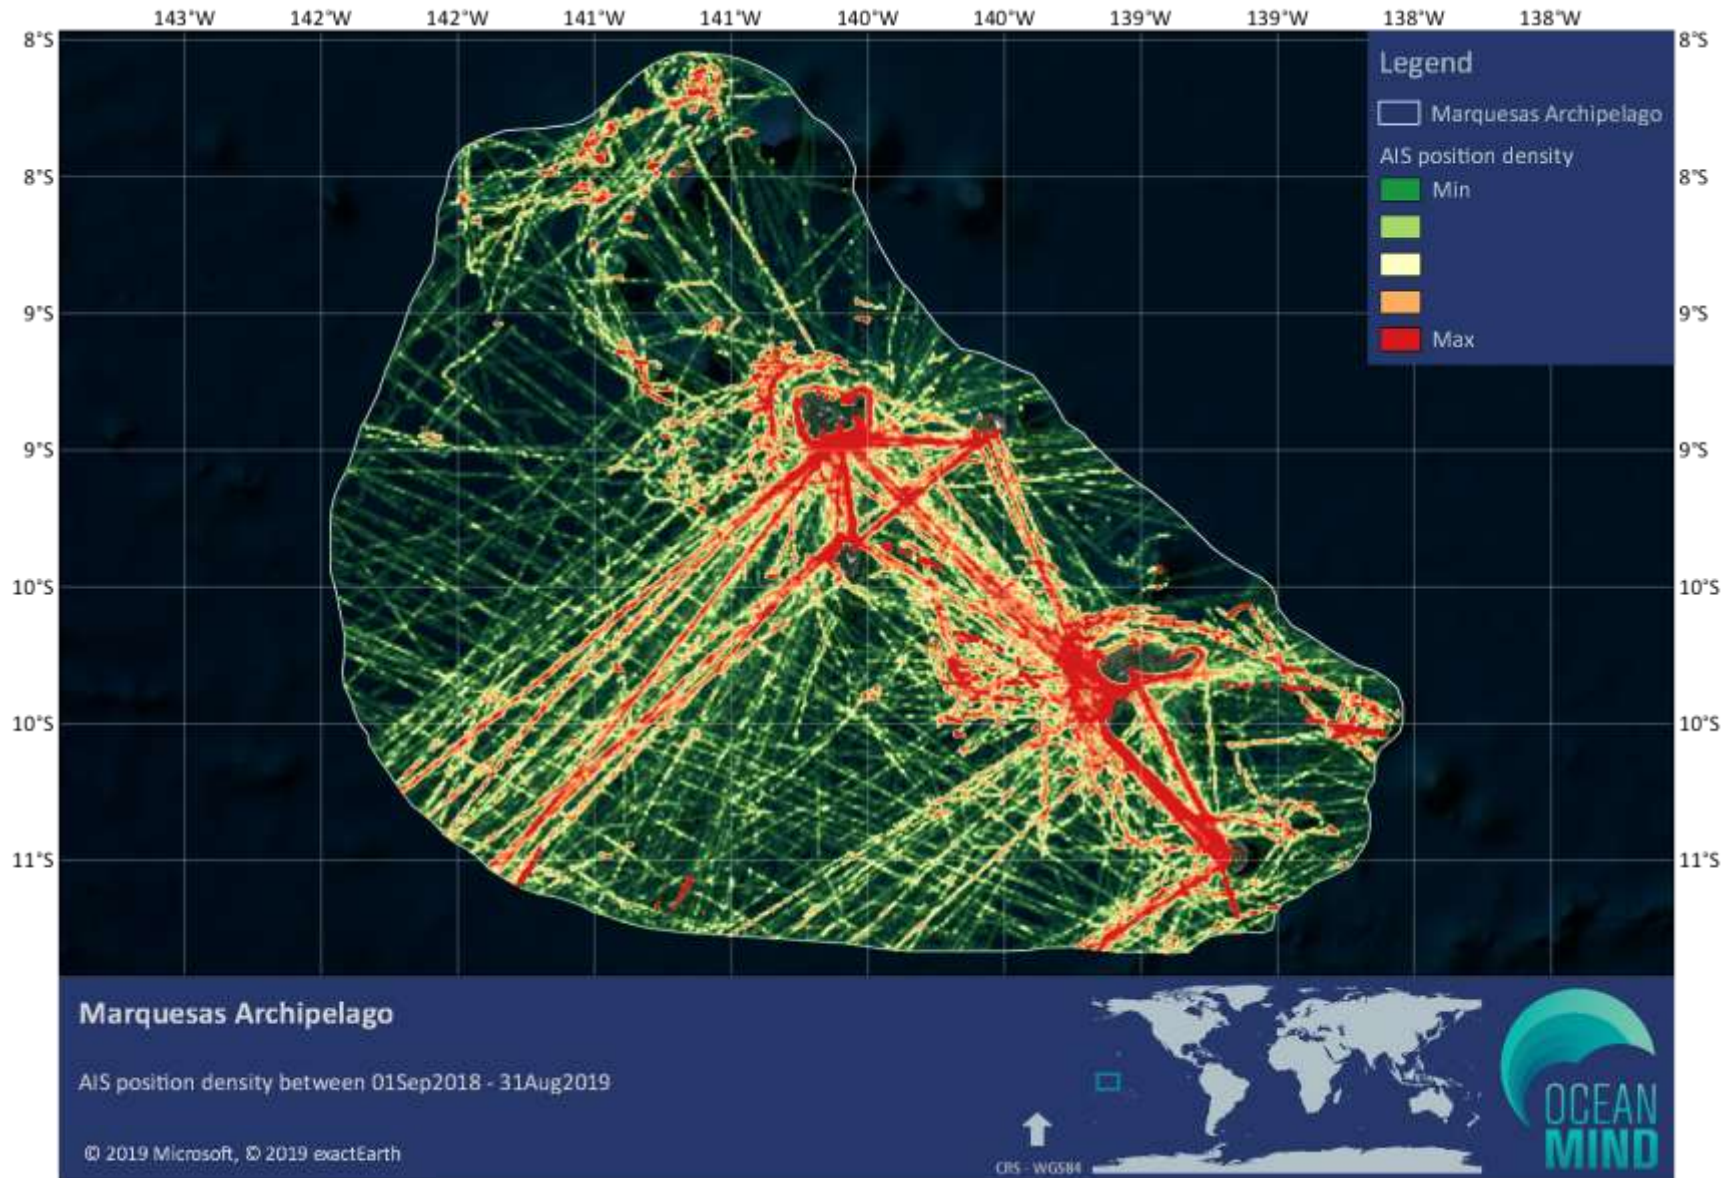 143°W 142°W 142°W 141°W 141°W 140°W 140°W 139°W 139°W 138°W 138°W
8°S 8°S
Legend
Marquesas Archipelago
AIS position density
8°S 8°S
Min
9°S 9°S
Max
9°S 9°S
10°S 10°S
10°S 10°S
11°S 11°S
Marquesas Archipelago
AIS position density between 01Sep2018 - 31Aug2019
© 2019 Microsoft, © 2019 exactEarth
CRS - WGS84
OCEAN
MIND